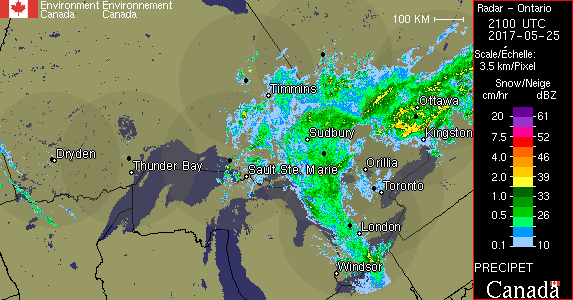 Environment Environnement
Canada Canada
100 KM
Timmins
Ottawa
Sudbury
Kingston
Dryden
Thunder Bay
Sault Ste. Marie
Orillia
Toronto
London
Windsor
Radar - Ontario
2100 UTC
2017-05-25
Scale/Échelle:
3.5 km/Pixel
Snow/Neige
cm/hr dBZ
20 61
7.5 52
4.0 46
2.0 39
1.0 33
0.5 26
0.1 10
PRECIPET
Canada